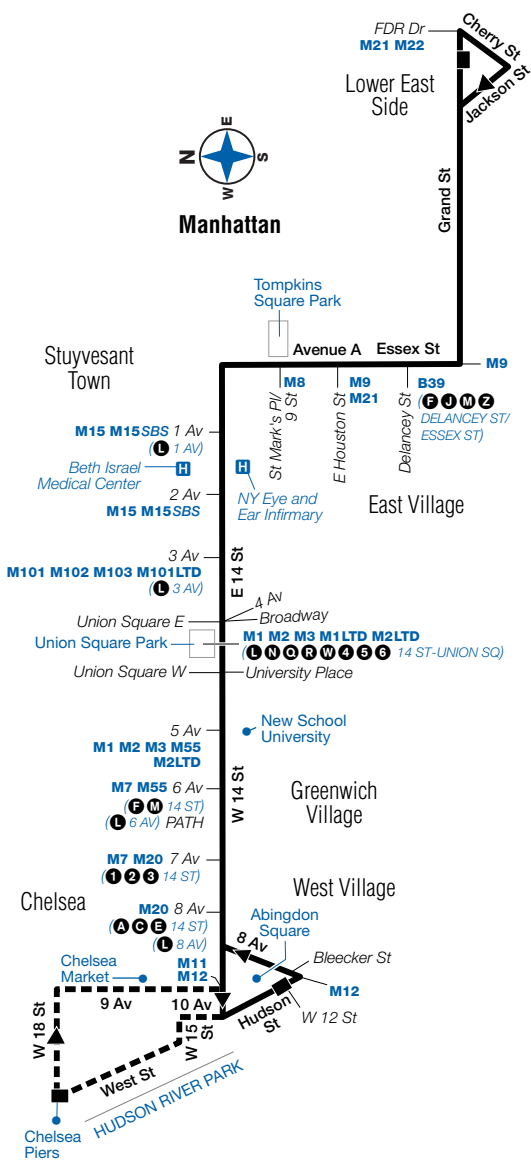 FDR Dr
M21 M22
Cherry St
Jackson St
Lower East
Side
Grand St
E
N
S
W
Manhattan
Tompkins
Square Park
Avenue A
Essex St
M9
Stuyvesant
Town
M8
St Mark's Pl/
9 St
M9
M21
E Houston St
B39
(F J M Z
DELANCEY ST/
ESSEX ST)
Delancey St
M15 M15SBS 1 Av
(L 1 AV)
Beth Israel
Medical Center
H
H
NY Eye and
Ear Infirmary
East Village
2 Av
M15 M15SBS
3 Av
M101 M102 M103 M101LTD
(L 3 AV)
E 14 St
4 Av
Broadway
Union Square E
Union Square Park
M1 M2 M3 M1LTD M2LTD
(L N Q R W 4 5 6 14 ST-UNION SQ)
Union Square W
University Place
5 Av
M1 M2 M3 M55
M2LTD
New School
University
W 14 St
M7 M55 6 Av
(F M 14 ST)
(L 6 AV) PATH
Greenwich
Village
M7 M20 7 Av
(1 2 3 14 ST)
Chelsea
West Village
M20 8 Av
(A C E 14 ST)
(L 8 AV)
Abingdon
Square
8 Av
Bleecker St
M12
W 12 St
Hudson
St
Chelsea
Market
M11
M12
9 Av
10 Av
W 18 St
W 15
St
West St
HUDSON RIVER PARK
Chelsea
Piers